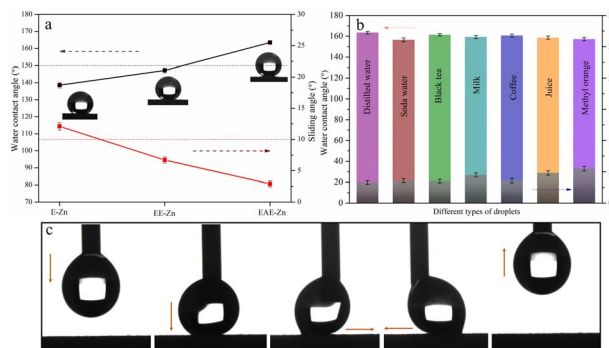 a
Water contact angle (°)
180
170
160
150
140
130
120
110
100
90
80
70
30
25
20
15
10
5
0
Sliding angle (°)
E-Zn
EE-Zn
EAE-Zn
b
Water contact angle (°)
180
160
140
120
100
80
60
40
20
0
Distilled water
Soda water
Black tea
Milk
Coffee
Juice
Methyl orange
Different types of droplets
c